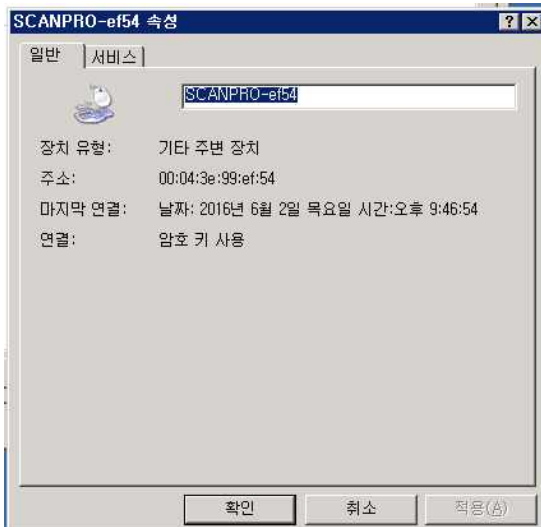 SCANPRO-ef54 속성
일반 서비스
SCANPRO-ef54
장치 유형: 기타 주변 장치
주소: 00:04:3e:99:ef:54
마지막 연결: 날짜: 2016년 6월 2일 목요일 시간:오후 9:46:54
연결: 암호 키 사용
확인 취소 적용(A)